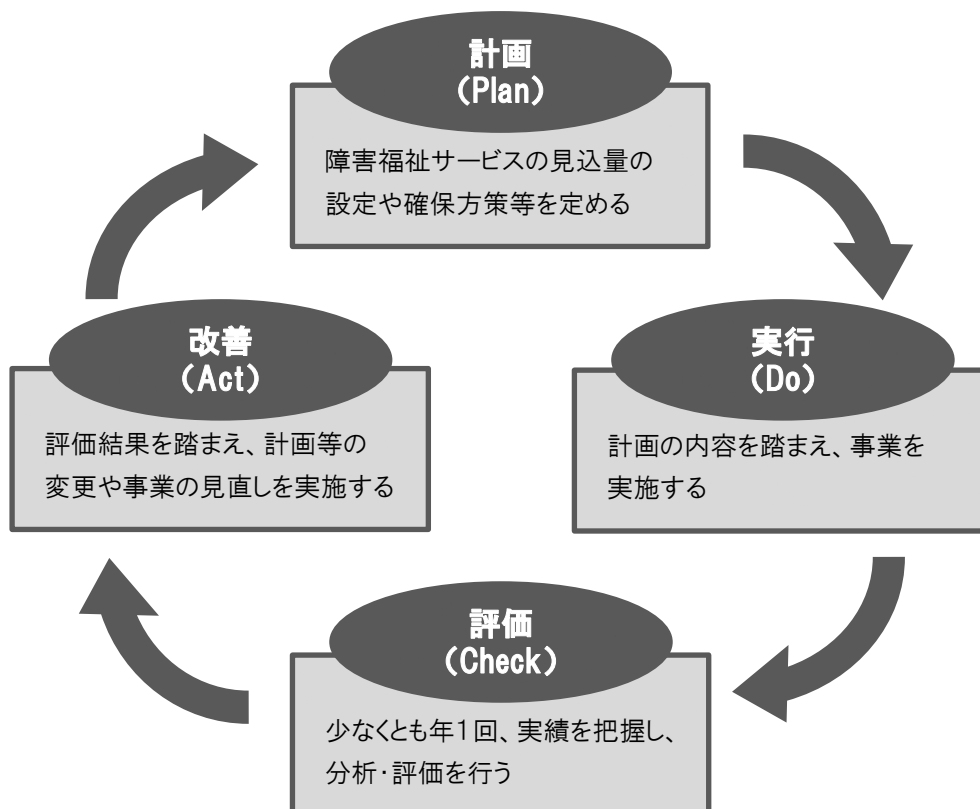 計画
(Plan)
障害福祉サービスの見込量の
設定や確保方策等を定める
実行
(Do)
計画の内容を踏まえ、事業を
実施する
評価
(Check)
少なくとも年1回、実績を把握し、
分析・評価を行う
改善
(Act)
評価結果を踏まえ、計画等の
変更や事業の見直しを実施する